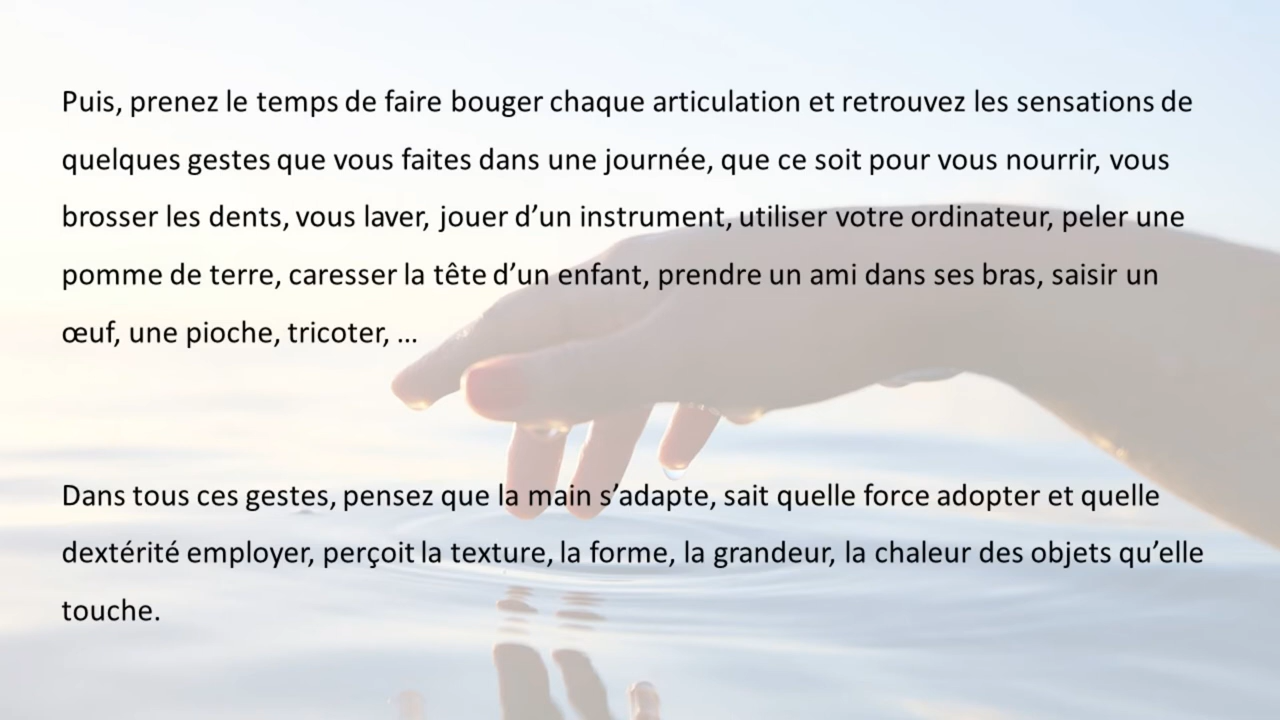 Puis, prenez le temps de faire bouger chaque articulation et retrouvez les sensations de
quelques gestes que vous faites dans une journée, que ce soit pour vous nourrir, vous
brosser les dents, vous laver, jouer d’un instrument, utiliser votre ordinateur, peler une
pomme de terre, caresser la tête d’un enfant, prendre un ami dans ses bras, saisir un
œuf, une pioche, tricoter, …
Dans tous ces gestes, pensez que la main s’adapte, sait quelle force adopter et quelle
dextérité employer, perçoit la texture, la forme, la grandeur, la chaleur des objets qu’elle
touche.